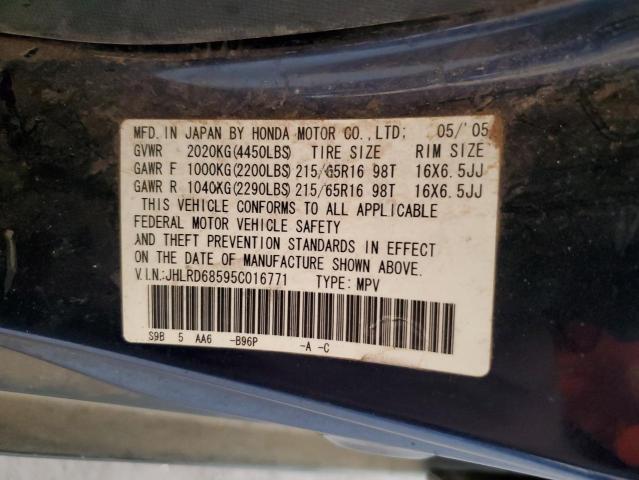 MFD. IN JAPAN BY HONDA MOTOR CO., LTD; 05/'05
GVWR 2020KG(4450LBS) TIRE SIZE RIM SIZE
GAWR F 1000KG(2200LBS) 215/65R16 98T 16X6.5JJ
GAWR R 1040KG(2290LBS) 215/65R16 98T 16X6.5JJ
THIS VEHICLE CONFORMS TO ALL APPLICABLE
FEDERAL MOTOR VEHICLE SAFETY
AND THEFT PREVENTION STANDARDS IN EFFECT
ON THE DATE OF MANUFACTURE SHOWN ABOVE.
V.I.N.:JHLRD68595C016771 TYPE: MPV
S9B 5 AA6 -B96P -A -C